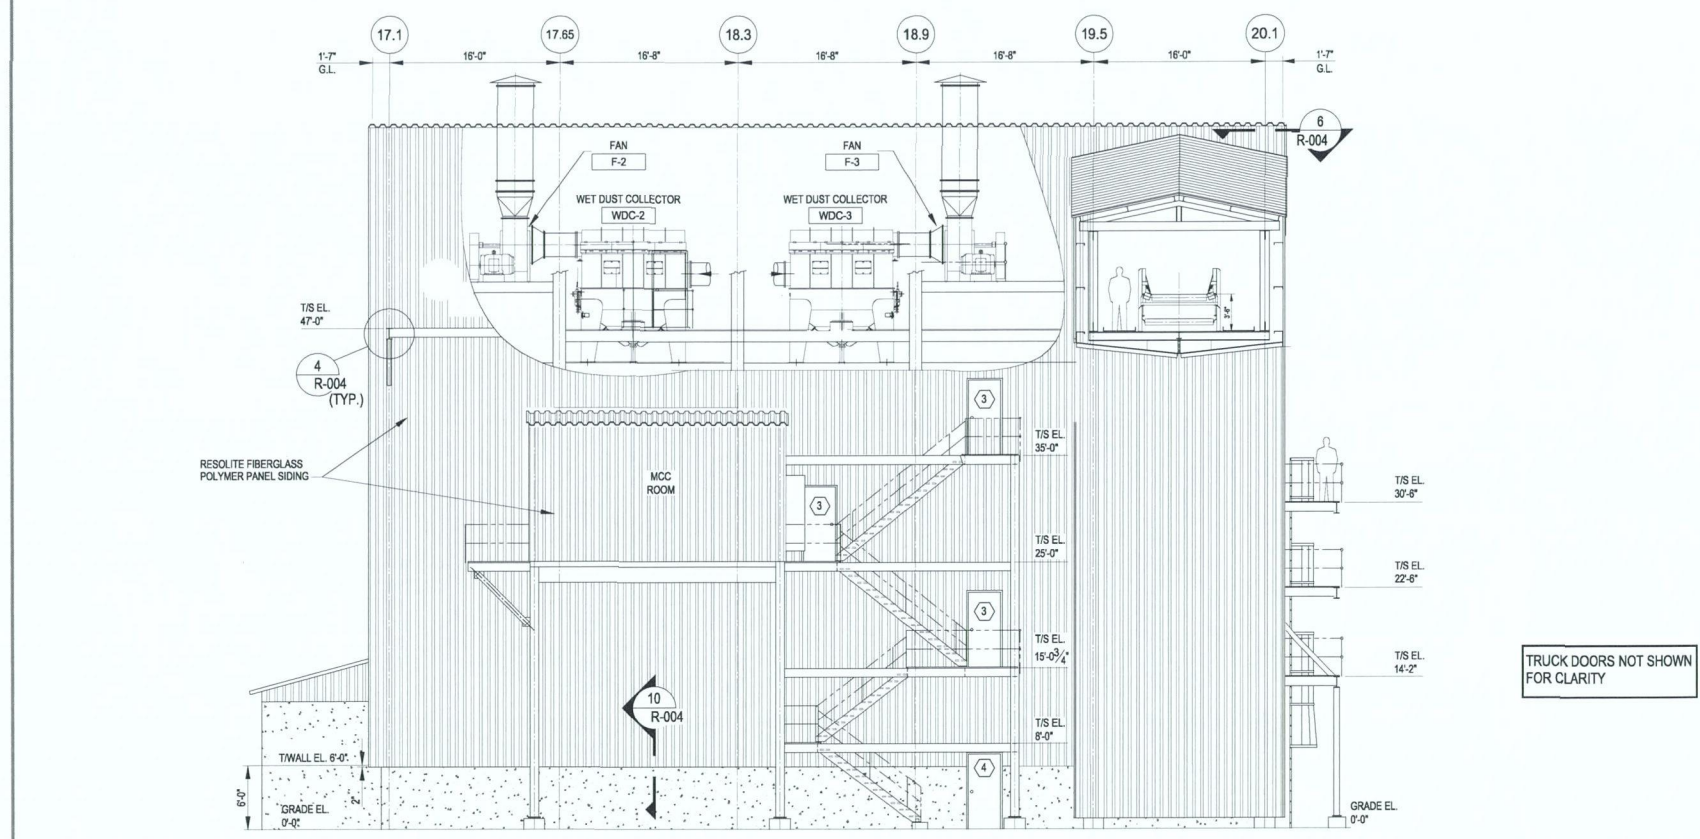 17.1
17.65
18.3
18.9
19.5
20.1
1'-7"
G.L.
16'-0"
16'-8"
16'-8"
16'-8"
16'-0"
1'-7"
G.L.
6
R-004
FAN
F-2
FAN
F-3
WET DUST COLLECTOR
WDC-2
WET DUST COLLECTOR
WDC-3
T/S EL.
47'-0"
3'-6"
4
R-004
(TYP.)
3
T/S EL.
35'-0"
RESOLITE FIBERGLASS
POLYMER PANEL SIDING
MCC
ROOM
3
T/S EL.
30'-6"
T/S EL.
25'-0"
T/S EL.
22'-6"
3
T/S EL.
15'-0 3/4"
T/S EL.
14'-2"
TRUCK DOORS NOT SHOWN
FOR CLARITY
10
R-004
T/S EL.
8'-0"
T/WALL EL. 6'-0"
4
6'-0"
2"
GRADE EL.
0'-0"
GRADE EL.
0'-0"